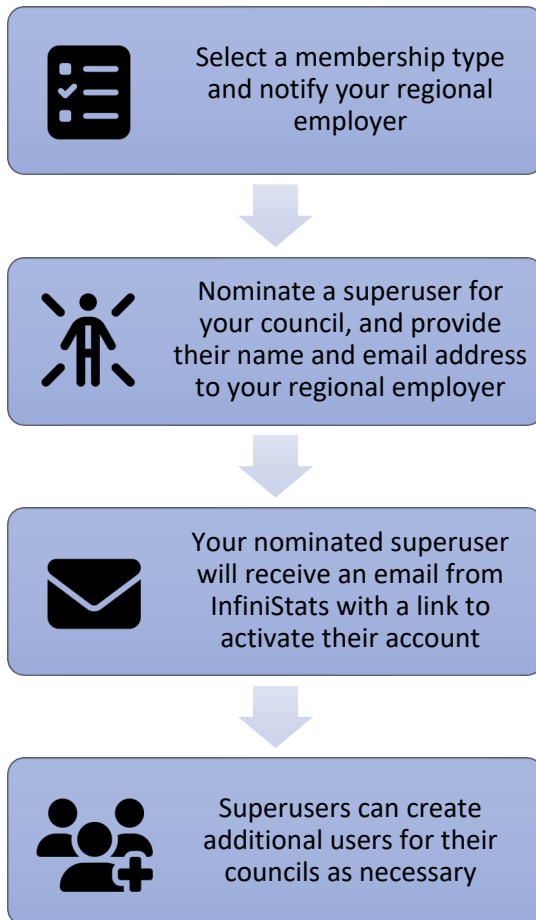 Select a membership type
and notify your regional
employer
Nominate a superuser for
your council, and provide
their name and email address
to your regional employer
Your nominated superuser
will receive an email from
InfiniStats with a link to
activate their account
Superusers can create
additional users for their
councils as necessary